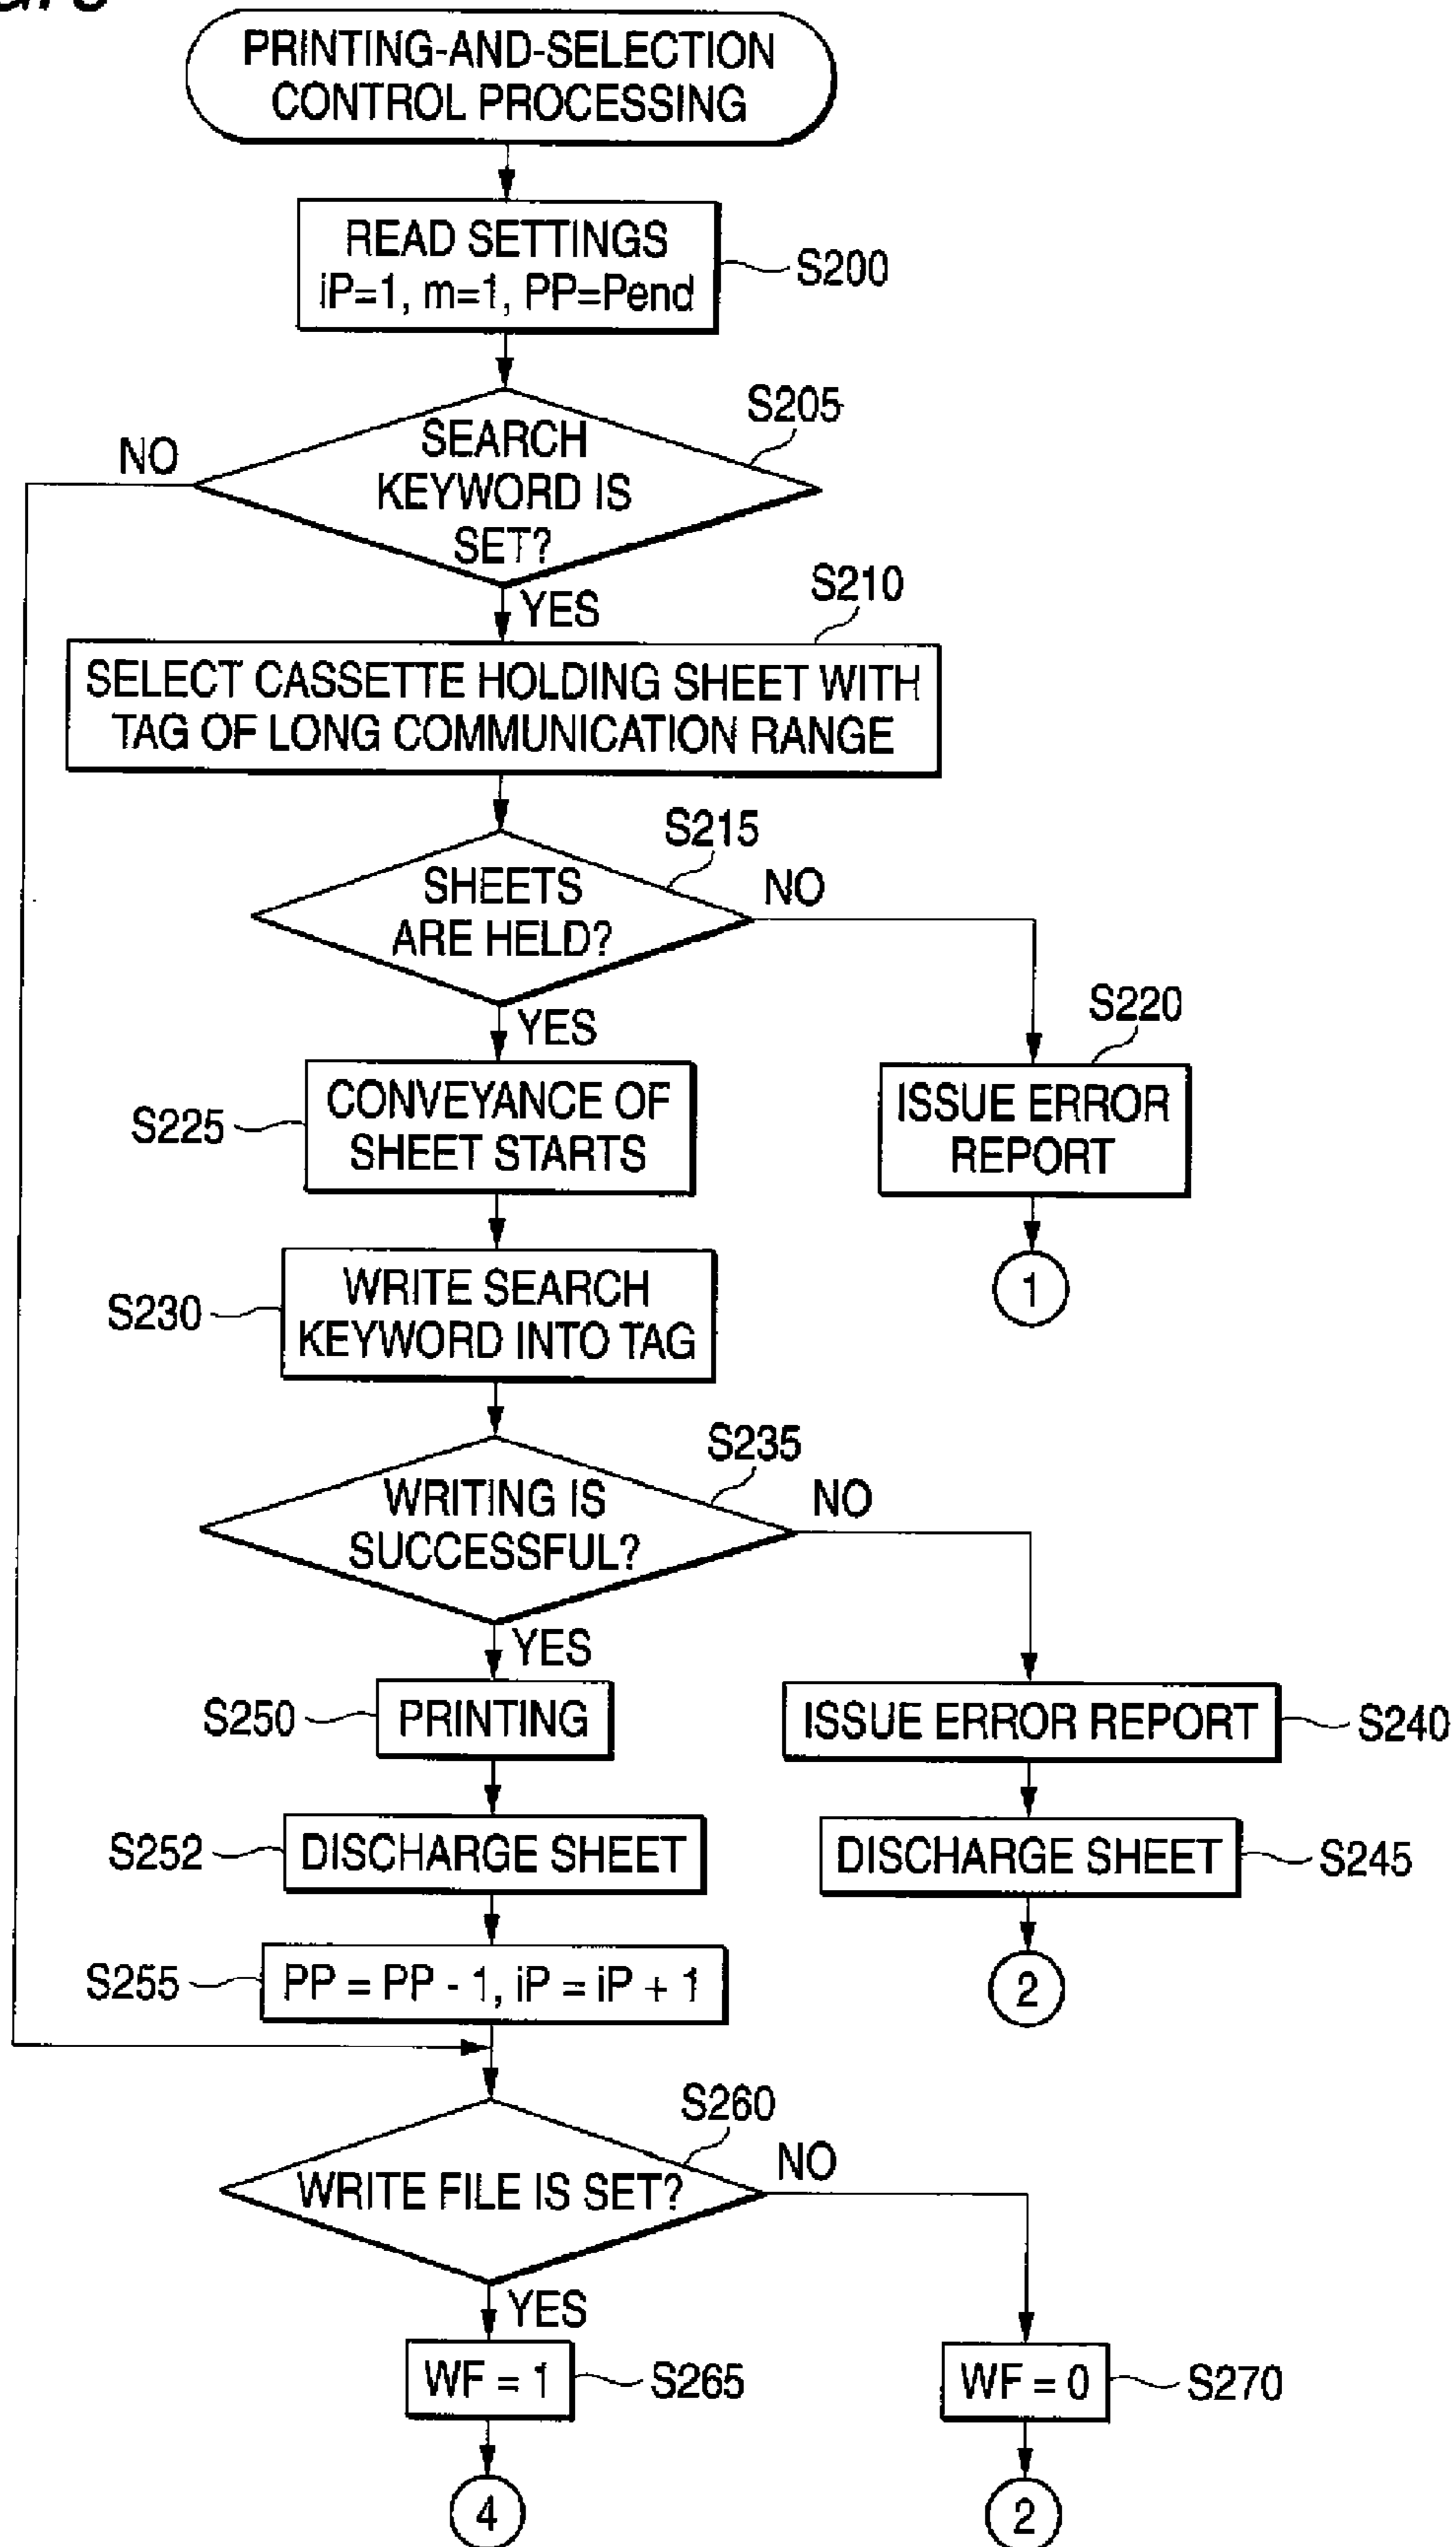 PRINTING-AND-SELECTION
CONTROL PROCESSING
READ SETTINGS
iP=1, m=1, PP=Pend
S200
S205
NO
SEARCH
KEYWORD IS
SET?
YES
S210
SELECT CASSETTE HOLDING SHEET WITH
TAG OF LONG COMMUNICATION RANGE
S215
SHEETS
ARE HELD?
NO
YES
S220
ISSUE ERROR
REPORT
1
S225
CONVEYANCE OF
SHEET STARTS
S230
WRITE SEARCH
KEYWORD INTO TAG
S235
WRITING IS
SUCCESSFUL?
NO
YES
S250
PRINTING
ISSUE ERROR REPORT
S240
S252
DISCHARGE SHEET
DISCHARGE SHEET
S245
2
S255
PP = PP - 1, iP = iP + 1
S260
WRITE FILE IS SET?
NO
YES
WF = 1
S265
WF = 0
S270
4
2